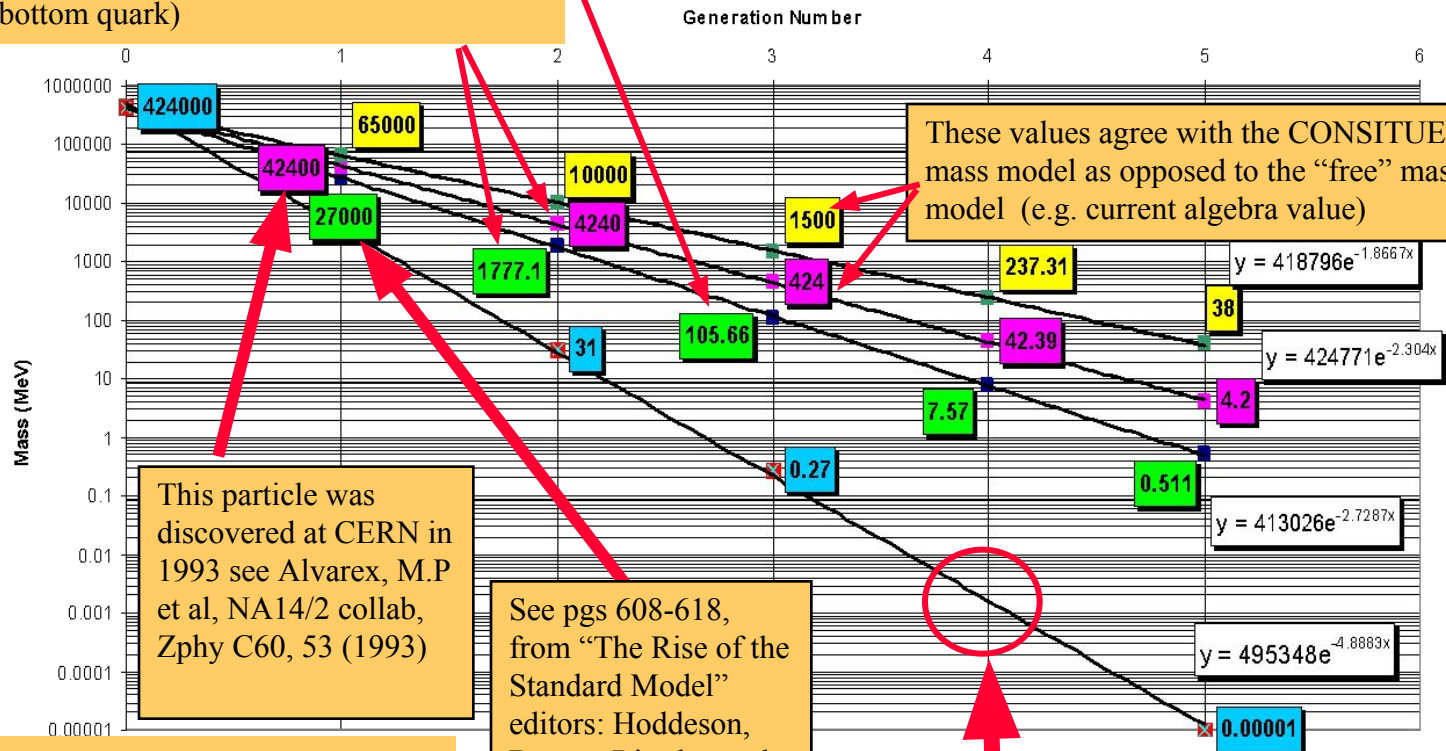 bottom quark)
Generation Number
0 1 2 3 4 5 6
1000000
100000
10000
1000
100
10
1
0.1
0.01
0.001
0.0001
0.00001
Mass (MeV)
424000
65000
42400
27000
10000
4240
1777.1
31
1500
424
105.66
0.27
237.31
42.39
7.57
38
4.2
0.511
0.00001
These values agree with the CONSITUE
mass model as opposed to the “free” mas
model (e.g. current algebra value)
y = 418796e-1.8667x
y = 424771e-2.304x
y = 413026e-2.7287x
y = 495348e-4.8883x
This particle was
discovered at CERN in
1993 see Alvarex, M.P
et al, NA14/2 collab,
Zphy C60, 53 (1993)
See pgs 608-618,
from “The Rise of the
Standard Model”
editors: Hoddeson,